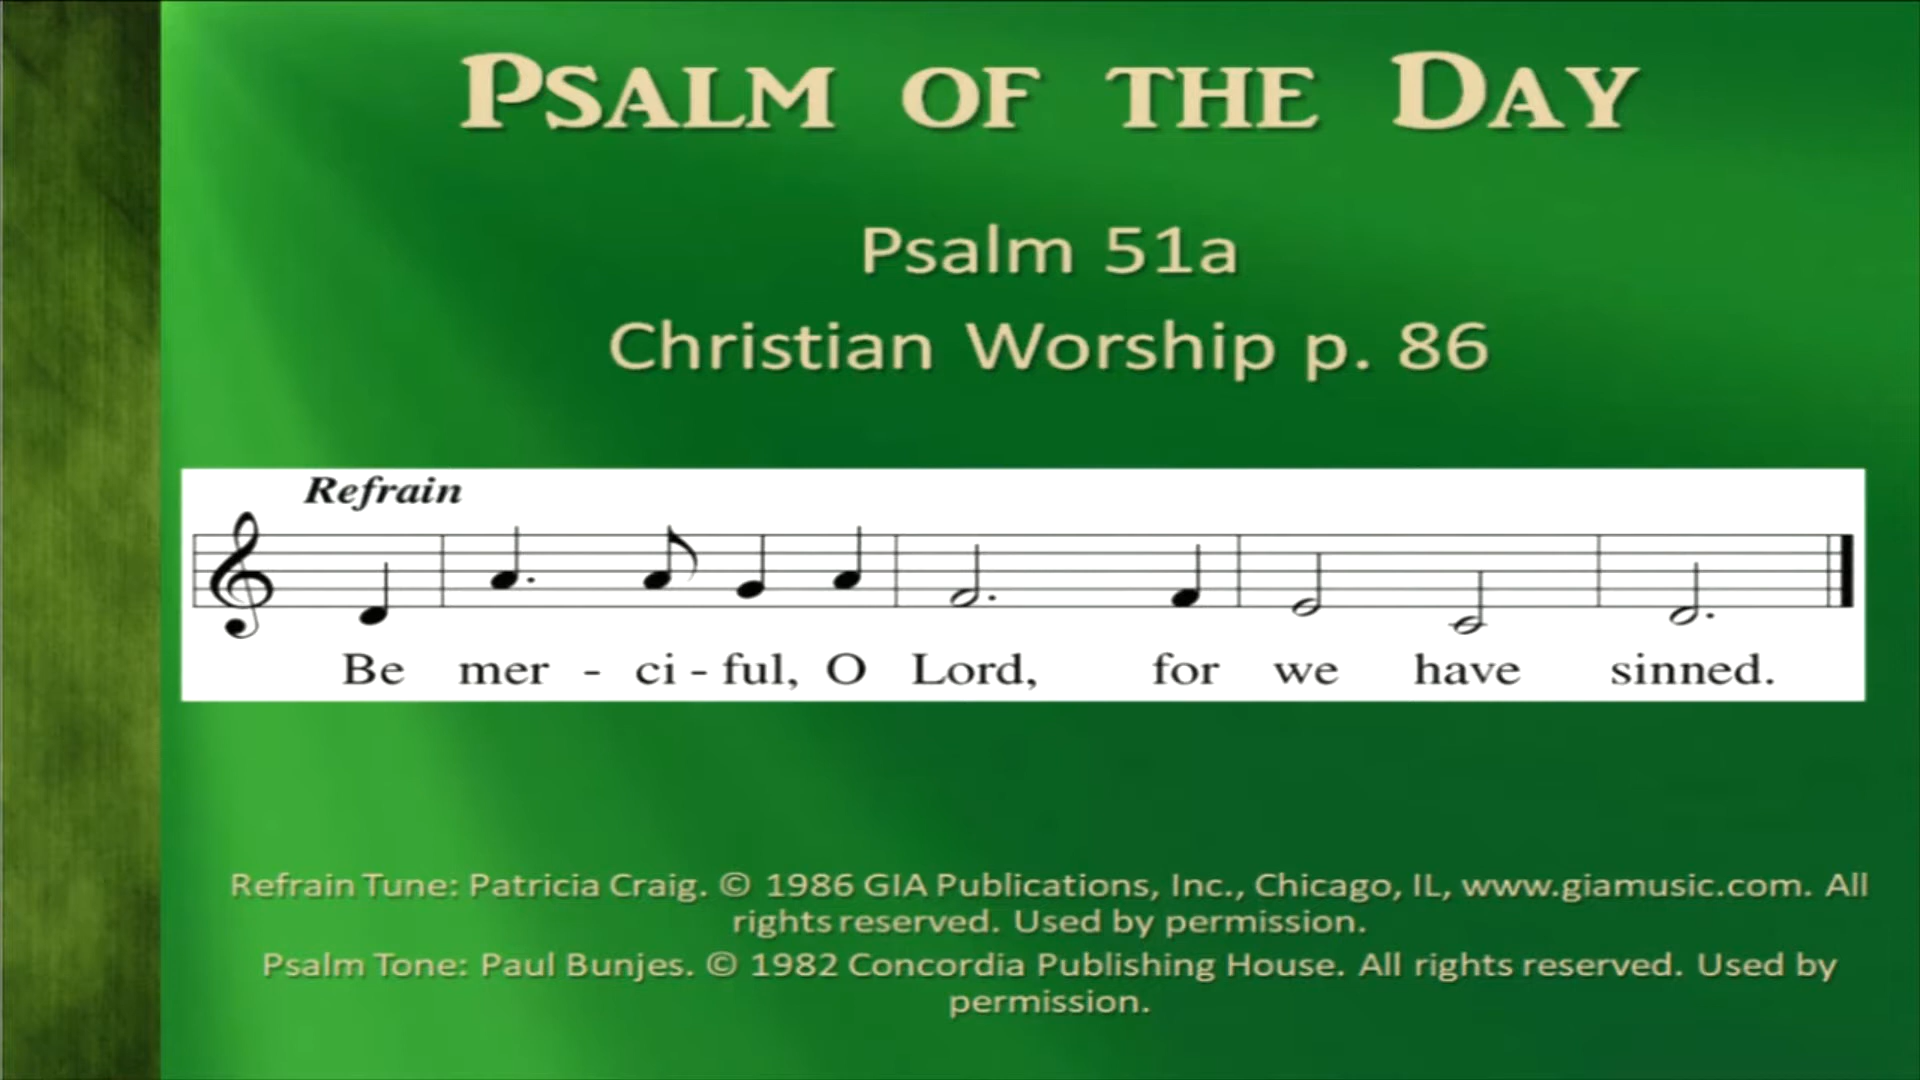 Psalm of the Day
Psalm 51a
Christian Worship p. 86
Refrain
Be mer - ci - ful, O Lord, for we have sinned.
Refrain Tune: Patricia Craig. © 1986 GIA Publications, Inc., Chicago, IL, www.giamusic.com. All
rights reserved. Used by permission.
Psalm Tone: Paul Bunjes. © 1982 Concordia Publishing House. All rights reserved. Used by
permission.